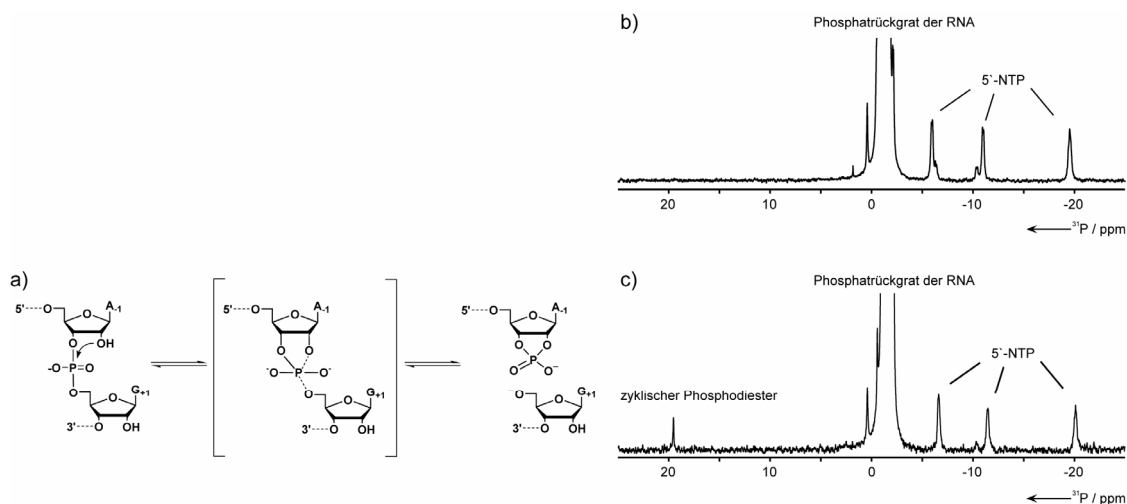 b)
Phosphatrückgrat der RNA
5`-NTP
20 10 0 -10 -20
³¹P / ppm
a)
5' O O A-1
O OH
-O P=O
O
O G+1
3' O OH
5' O O A-1
O O
-O P O-
O
O G+1
3' O OH
5' O O A-1
O O
P
O O-
-O
O G+1
3' O OH
c)
Phosphatrückgrat der RNA
5`-NTP
zyklischer Phosphodiester
20 10 0 -10 -20
³¹P / ppm